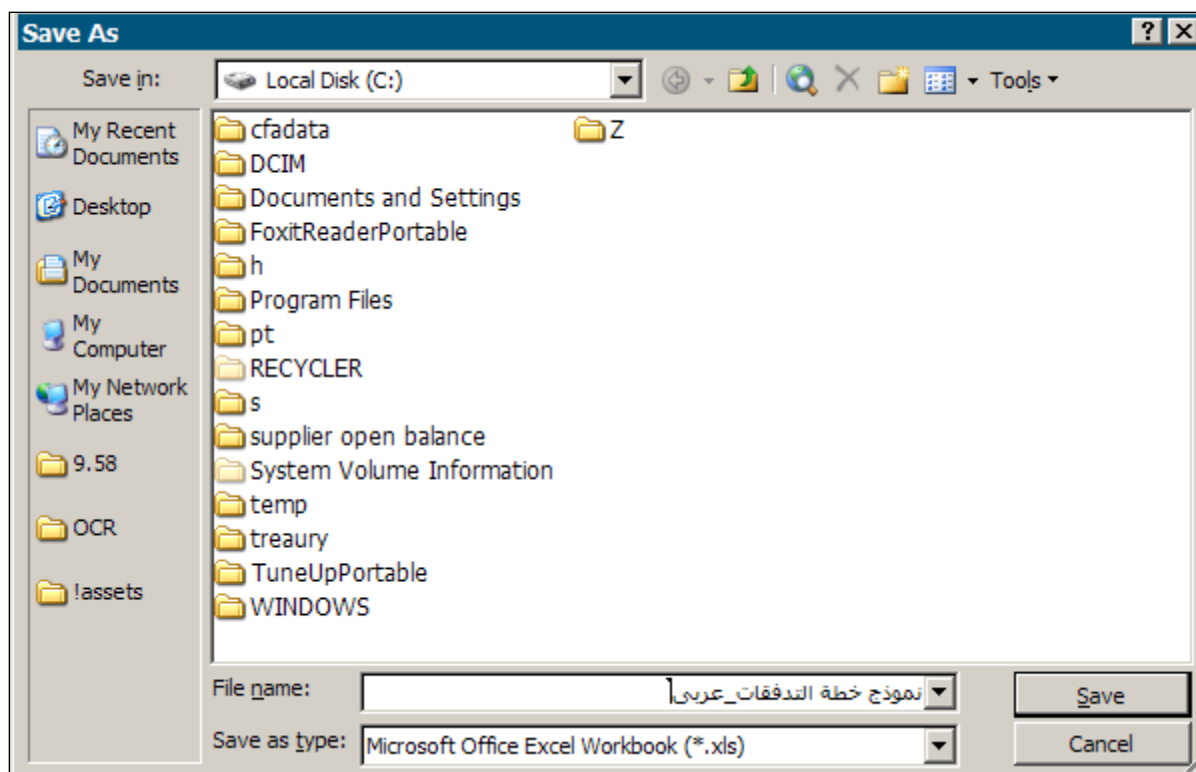 Save As
Save in:
Local Disk (C:)
Tools
My Recent
Documents
Desktop
My
Documents
My
Computer
My Network
Places
9.58
OCR
!assets
cfadata
DCIM
Documents and Settings
FoxitReaderPortable
h
Program Files
pt
RECYCLER
s
supplier open balance
System Volume Information
temp
treaury
TuneUpPortable
WINDOWS
Z
File name:
نموذج خطة التدفقات_عربى
Save
Save as type:
Microsoft Office Excel Workbook (*.xls)
Cancel